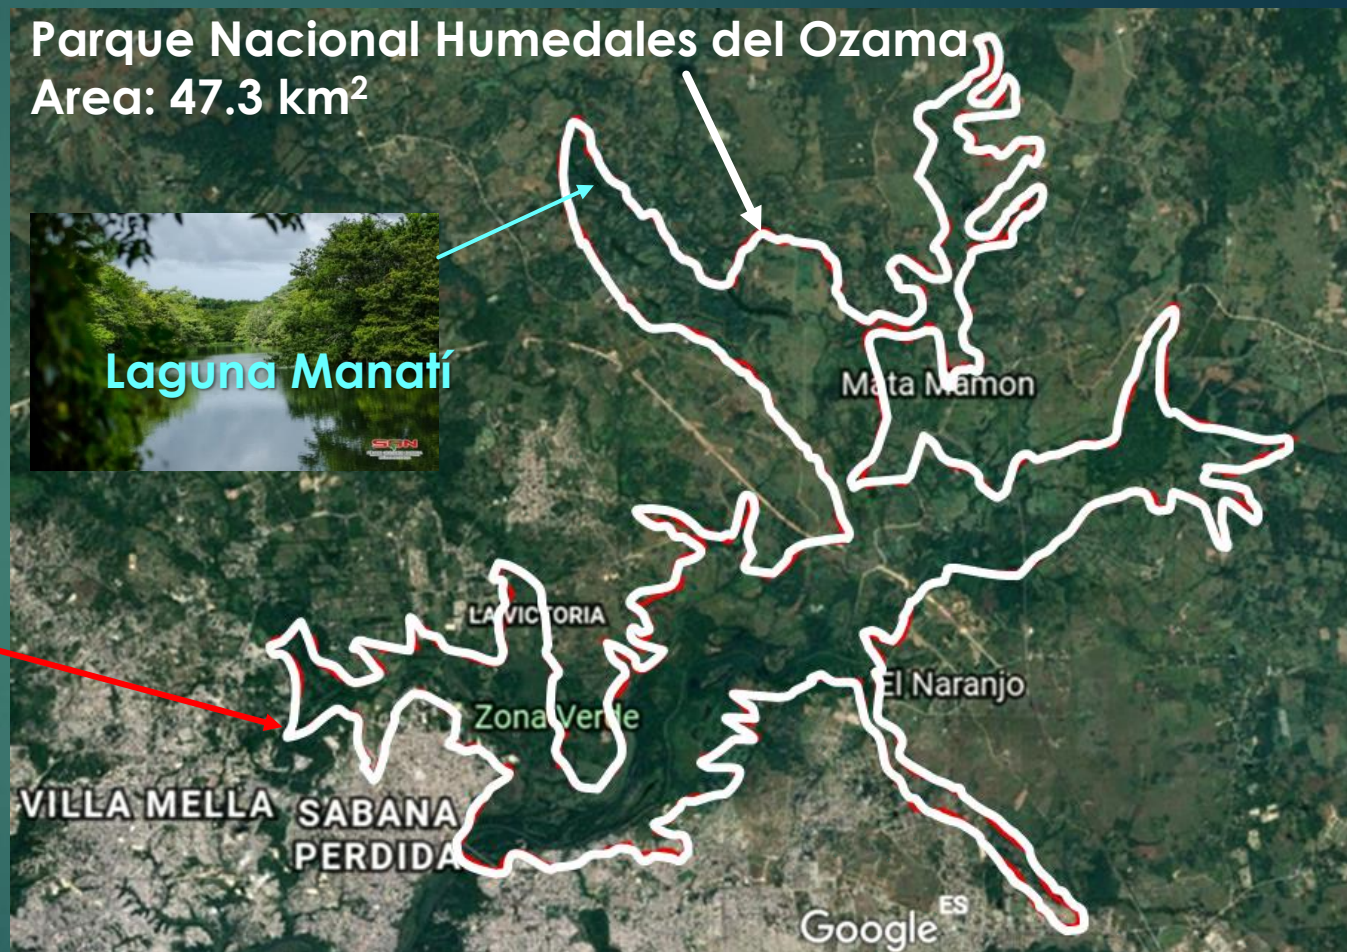 Parque Nacional Humedales del Ozama
Area: 47.3 km²
Laguna Manatí
SGN
Mata Mamon
LA VICTORIA
El Naranjo
Zona Verde
VILLA MELLA
SABANA
PERDIDA
Google
ES